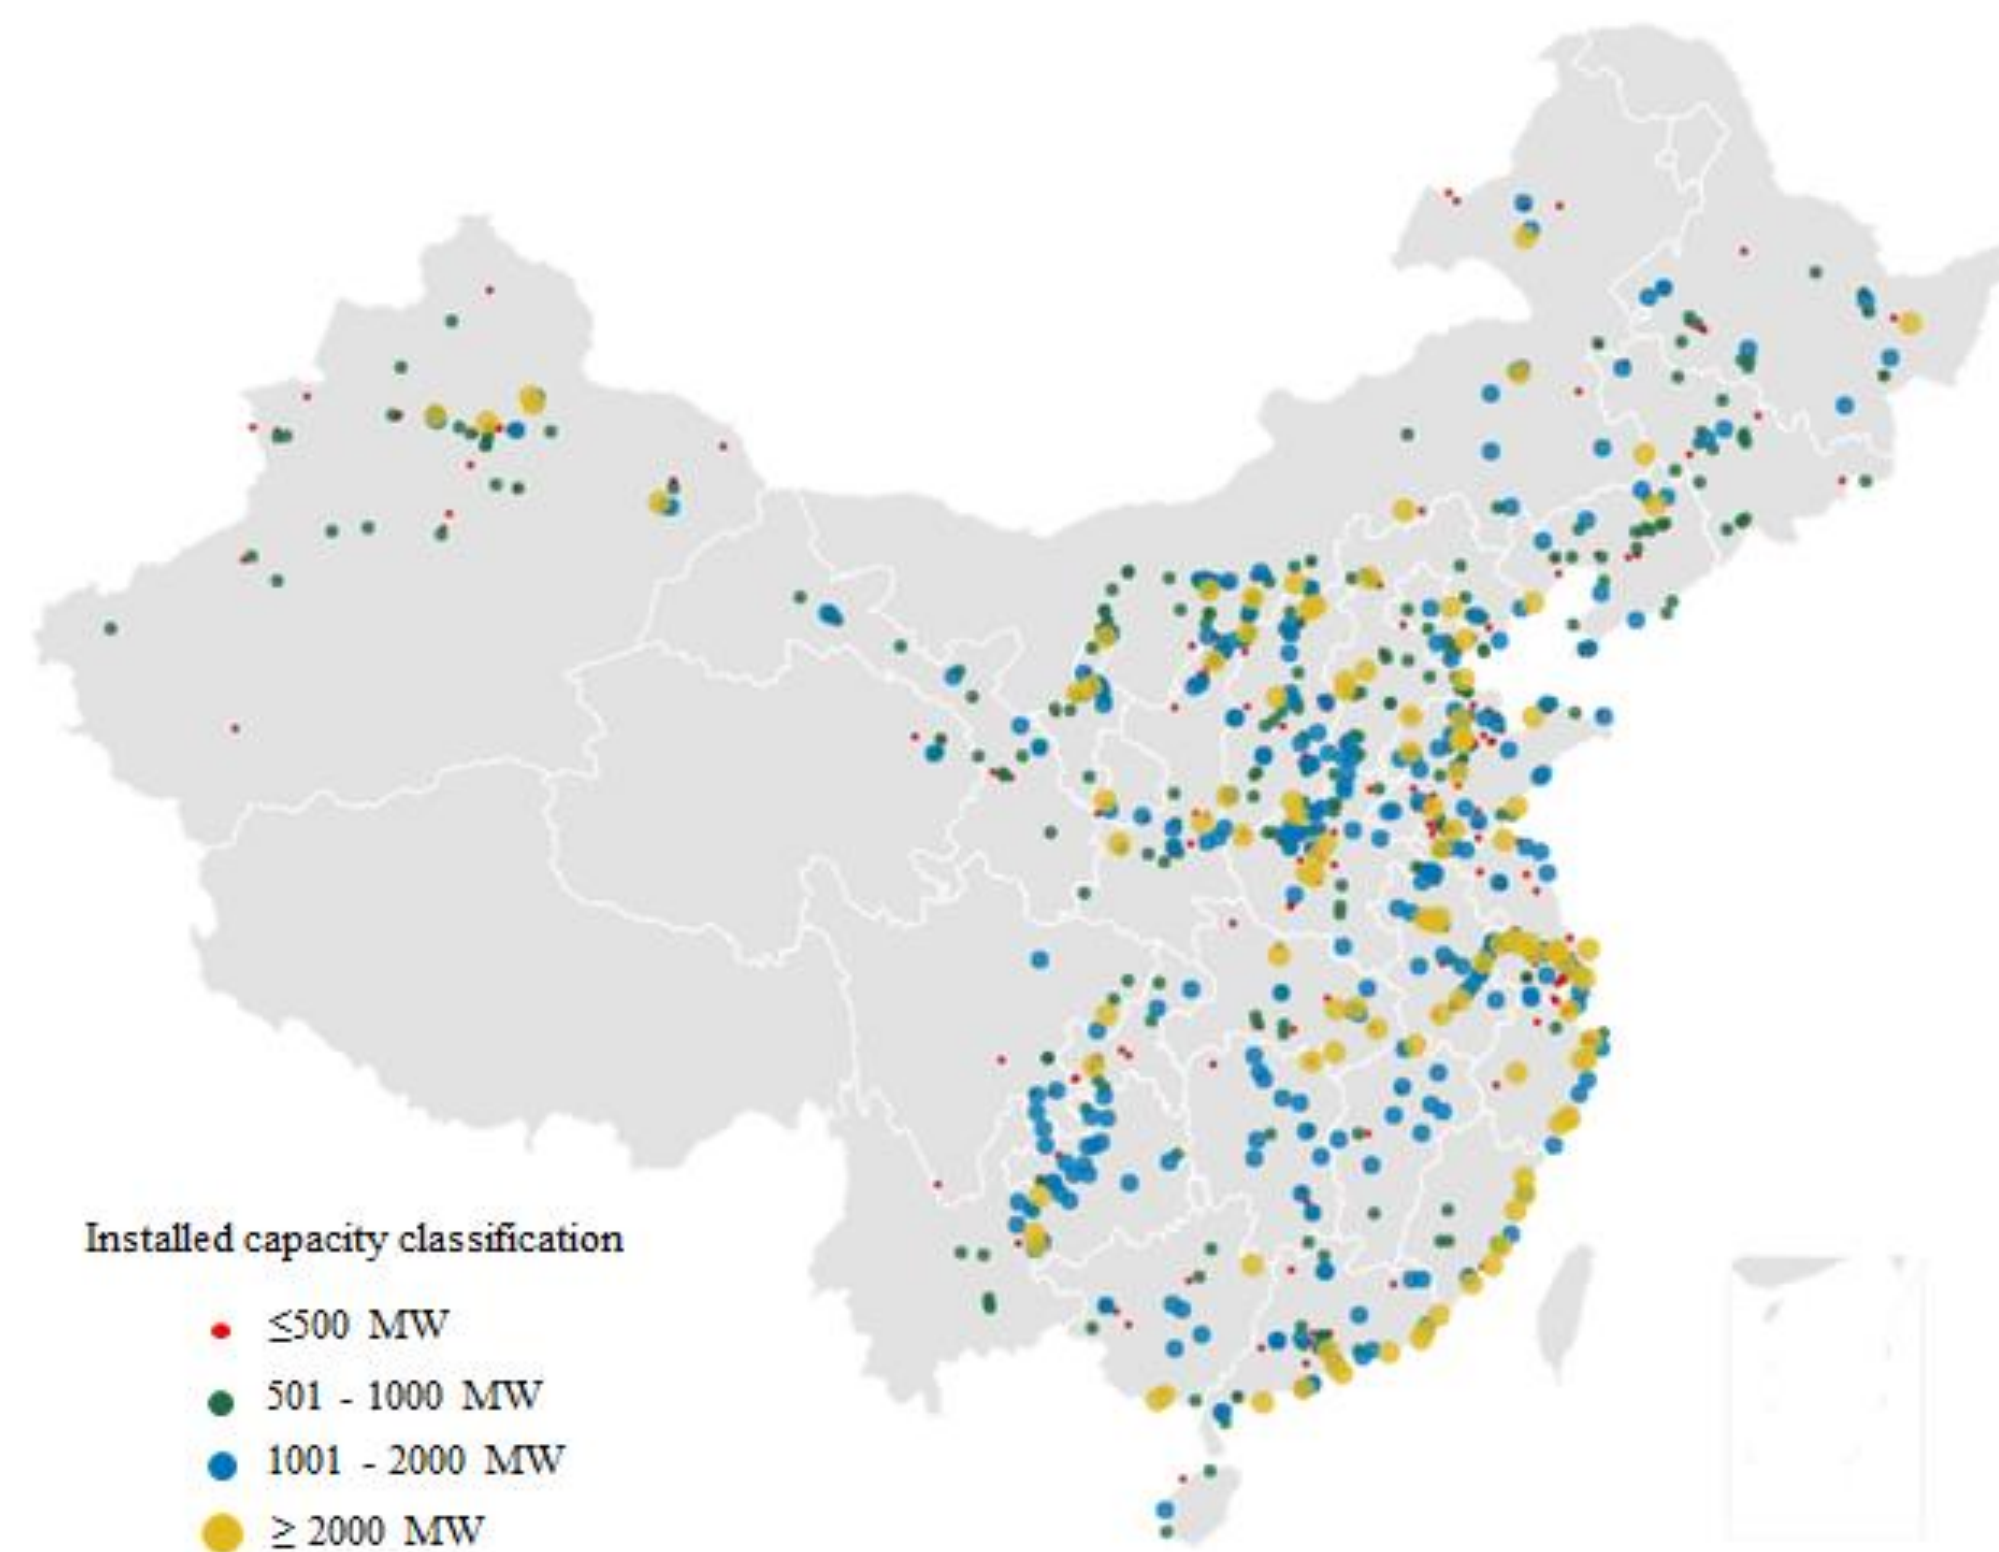 Installed capacity classification
≤500 MW
501 - 1000 MW
1001 - 2000 MW
≥ 2000 MW